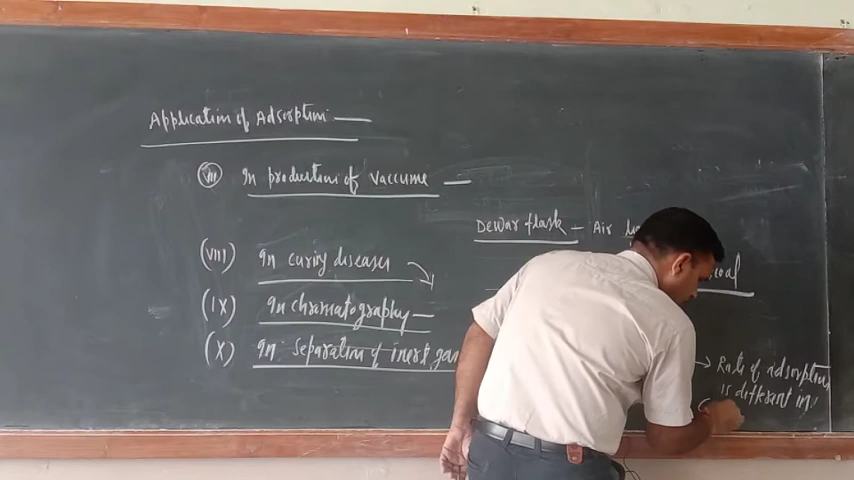 Application of Adsorption —
(VII) In production of vaccume —
Dewar flask — Air
(VIII) In curing diseases
(IX) In chromatography —
(X) In separation of inert gas
→ Rate of adsorption
is different in